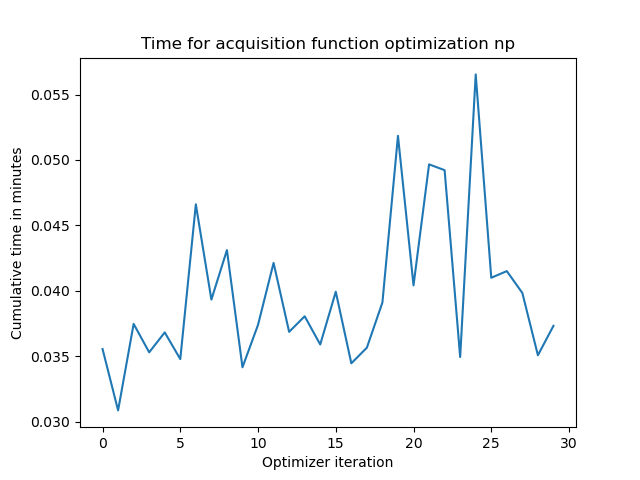 Time for acquisition function optimization np
Cumulative time in minutes
0.055
0.050
0.045
0.040
0.035
0.030
0 5 10 15 20 25 30
Optimizer iteration